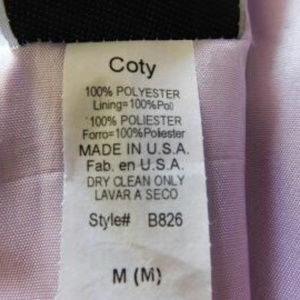 Coty
100% POLYESTER
Lining=100%Poli
100% POLIESTER
Forro=100%Poliester
MADE IN U.S.A.
Fab. en U.S.A.
DRY CLEAN ONLY
LAVAR A SECO
Style# B826
M (M)